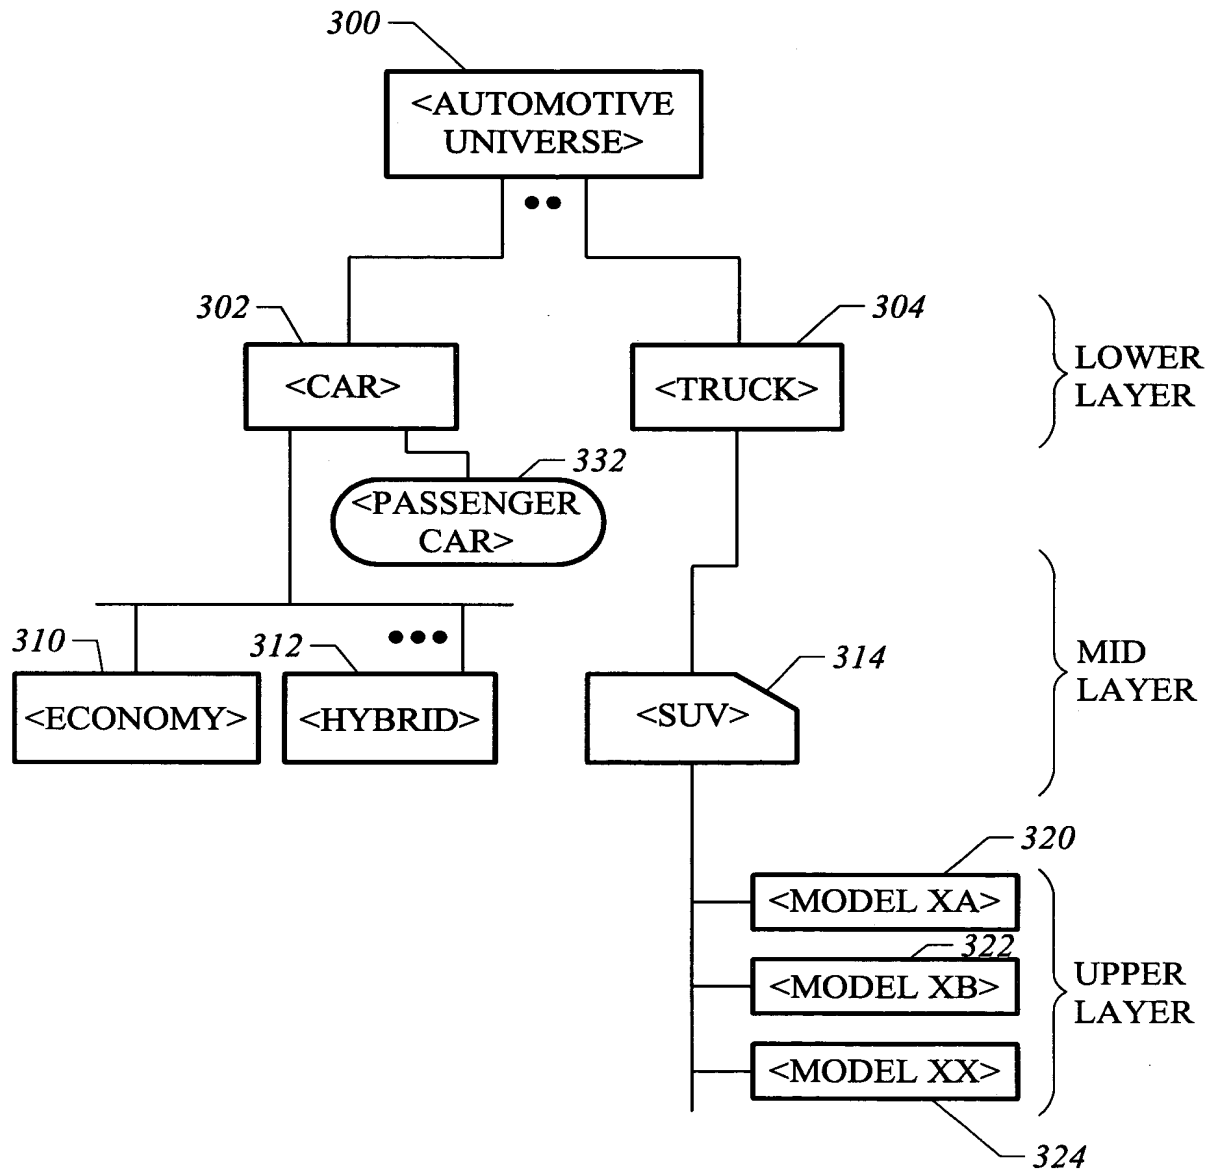 300
<AUTOMOTIVE
UNIVERSE>
302
304
<CAR>
<TRUCK>
LOWER
LAYER
332
<PASSENGER
CAR>
310
312
314
<ECONOMY>
<HYBRID>
<SUV>
MID
LAYER
320
<MODEL XA>
322
<MODEL XB>
UPPER
LAYER
<MODEL XX>
324